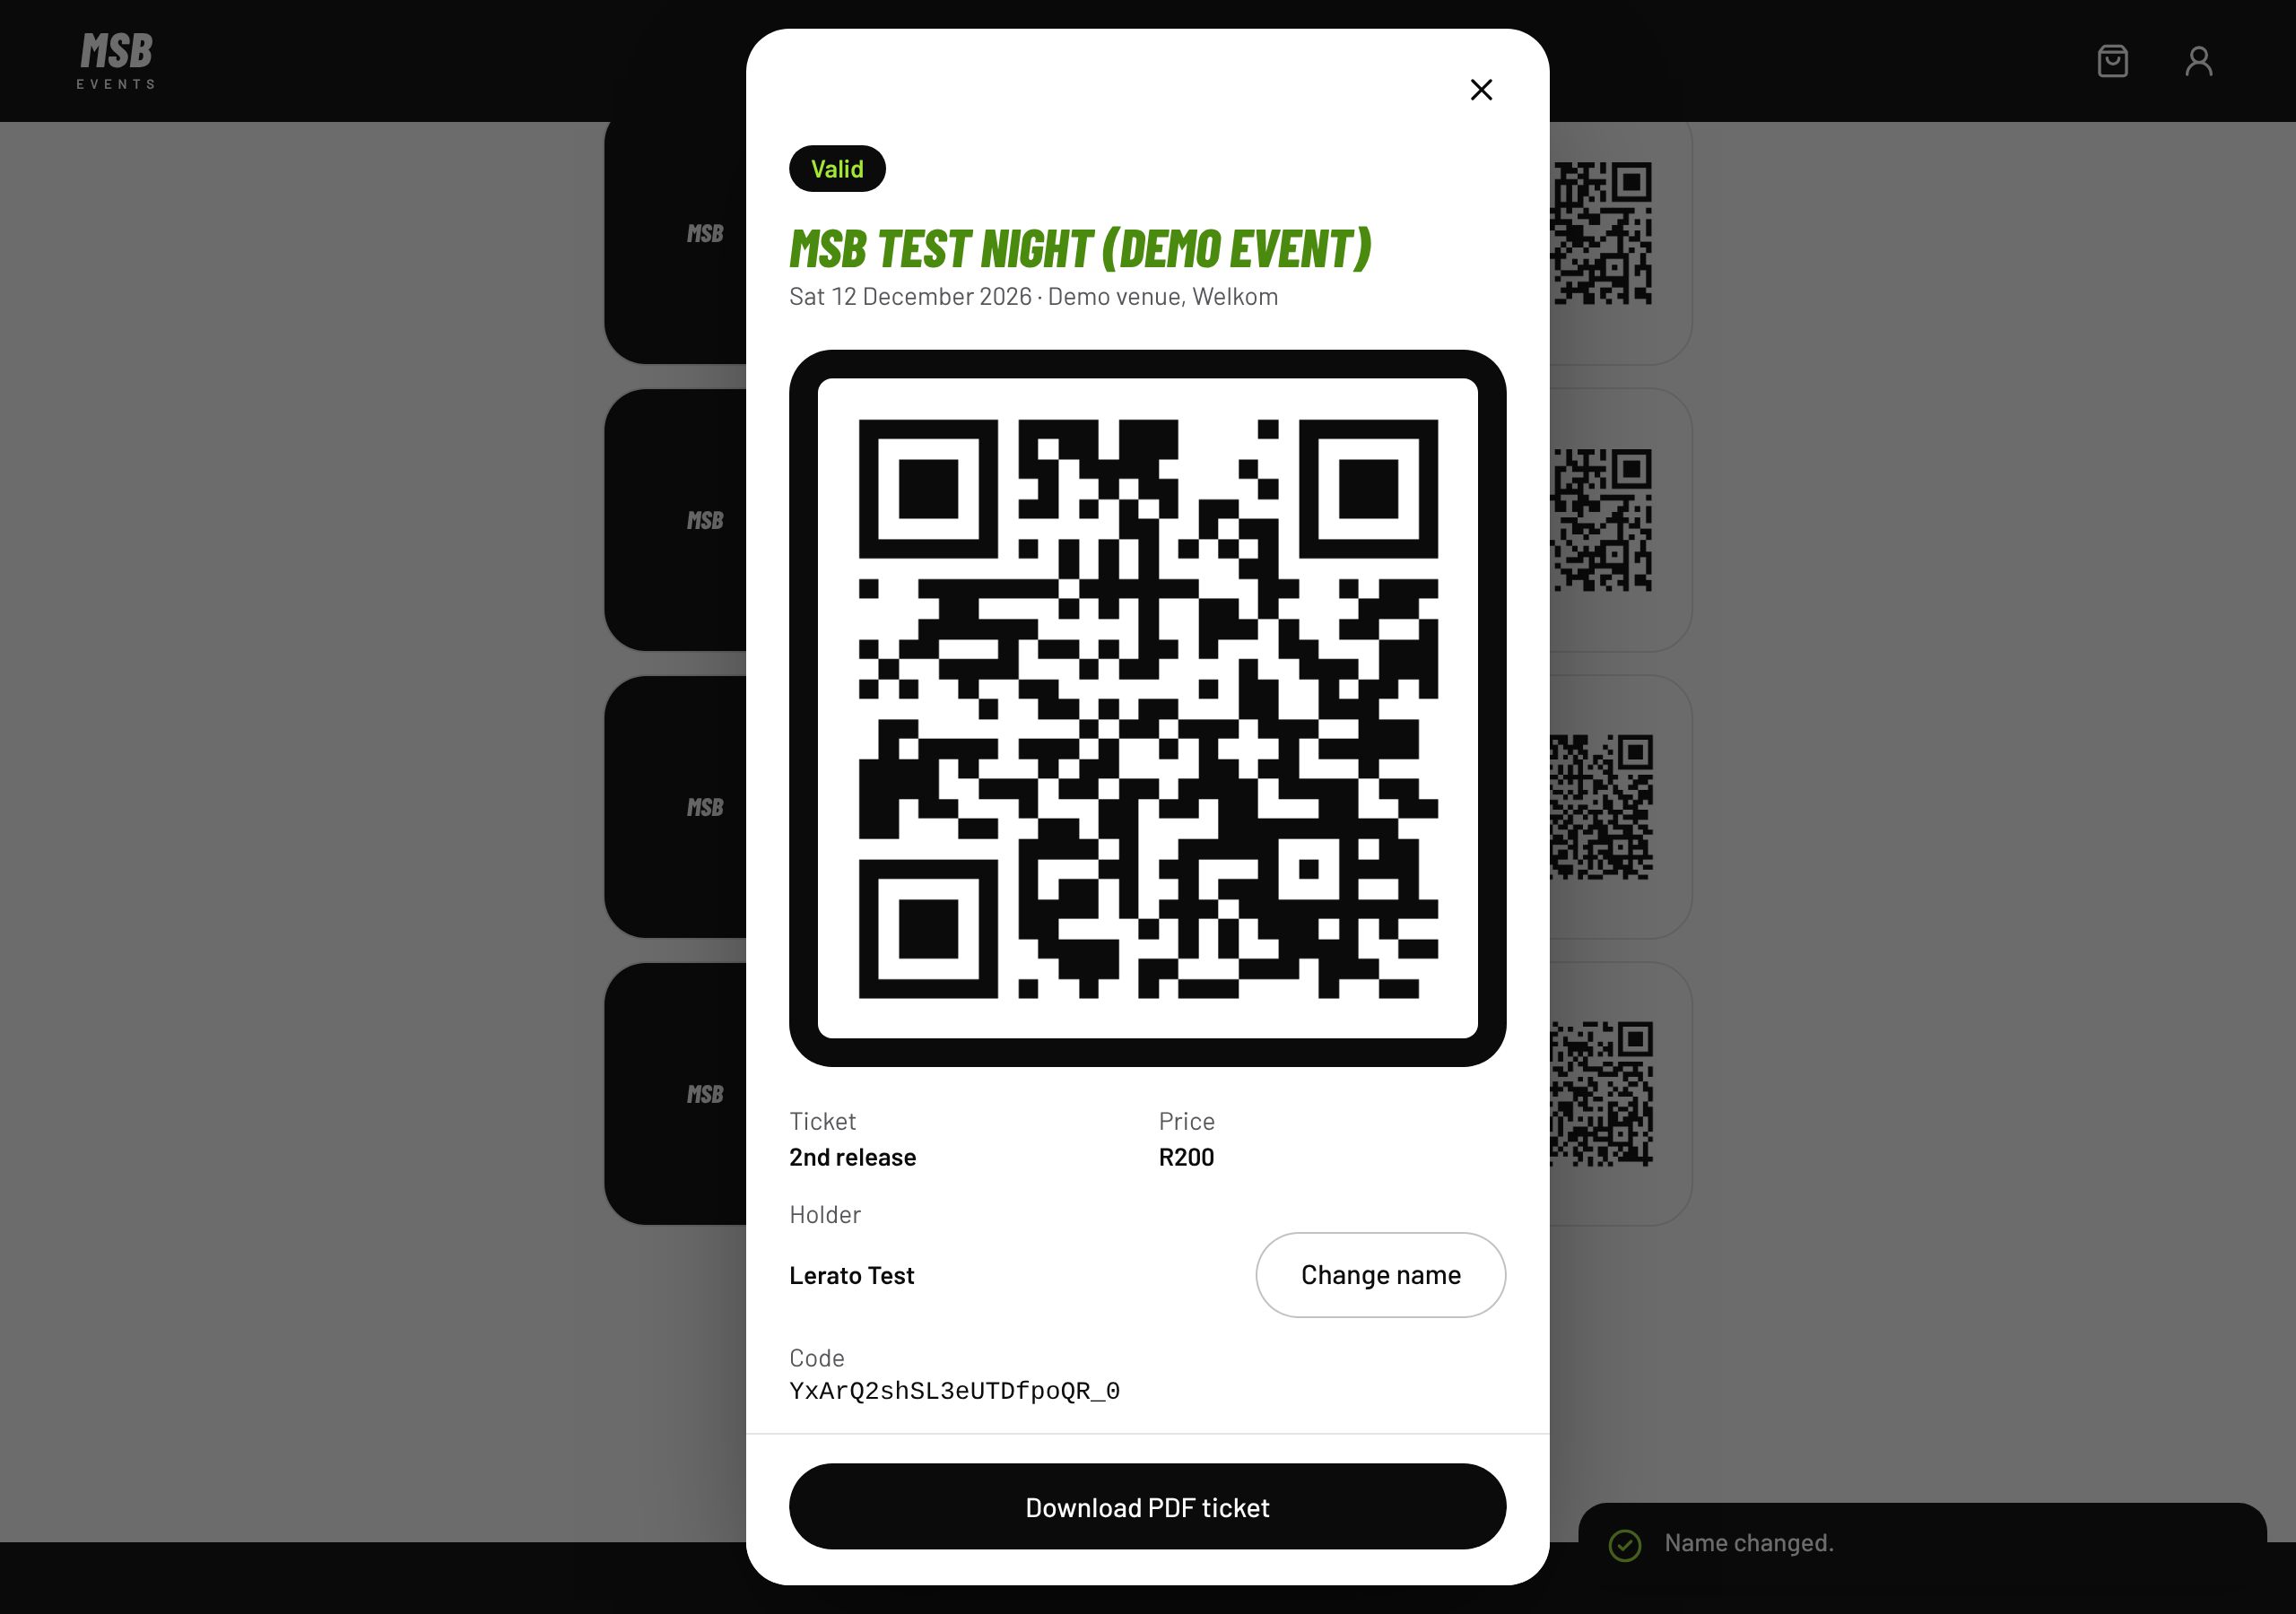 MSB
EVENTS
Valid
MSB TEST NIGHT (DEMO EVENT)
Sat 12 December 2026 · Demo venue, Welkom
MSB
MSB
MSB
MSB
Ticket
Price
2nd release
R200
Holder
Lerato Test
Change name
Code
YxArQ2shSL3eUTDfpoQR_0
Download PDF ticket
Name changed.